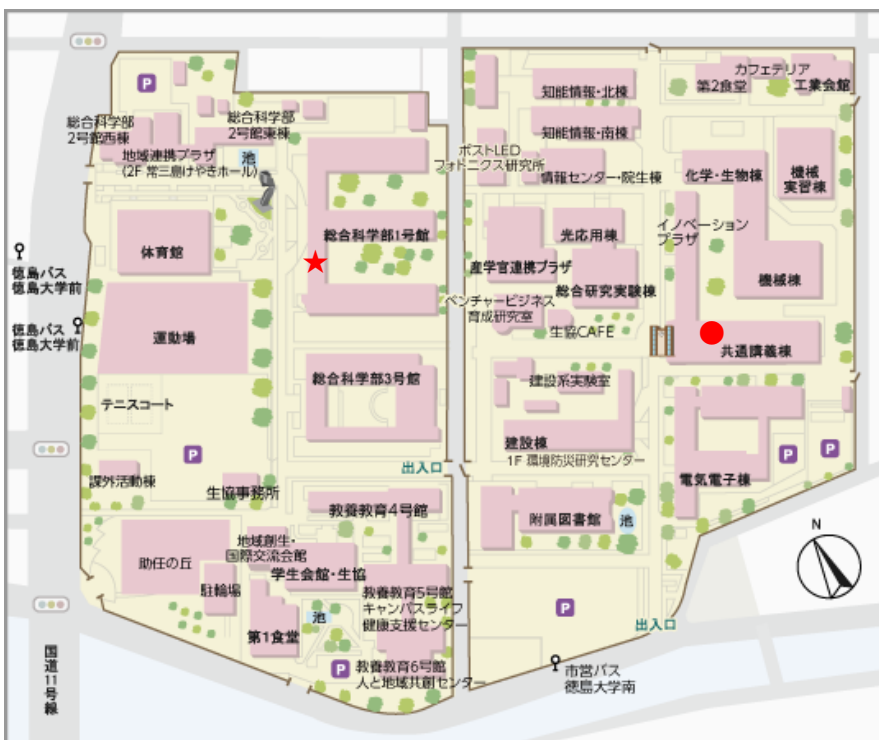 カフェテリア
第2食堂
工業会館
知能情報・北棟
総合科学部
2号館西棟
総合科学部
2号館東棟
知能情報・南棟
地域連携プラザ
(2F 常三島けやきホール)
池
ポストLED
フォトニクス研究所
情報センター・院生棟
化学・生物棟
機械
実習棟
体育館
総合科学部1号館
光応用棟
イノベーション
プラザ
産学官連携プラザ
総合研究実験棟
機械棟
徳島バス
徳島大学前
徳島バス
徳島大学前
運動場
ベンチャービジネス
育成研究室
生協CAFE
共通講義棟
総合科学部3号館
建設系実験室
テニスコート
建設棟
1F 環境防災研究センター
出入口
電気電子棟
課外活動棟
生協事務所
教養教育4号館
附属図書館
池
N
地域創生・
国際交流会館
助任の丘
学生会館・生協
駐輪場
教養教育5号館
キャンパスライフ
健康支援センター
池
第1食堂
出入口
国道11号線
教養教育6号館
人と地域共創センター
市営バス
徳島大学南
P
P
P
P
P
P